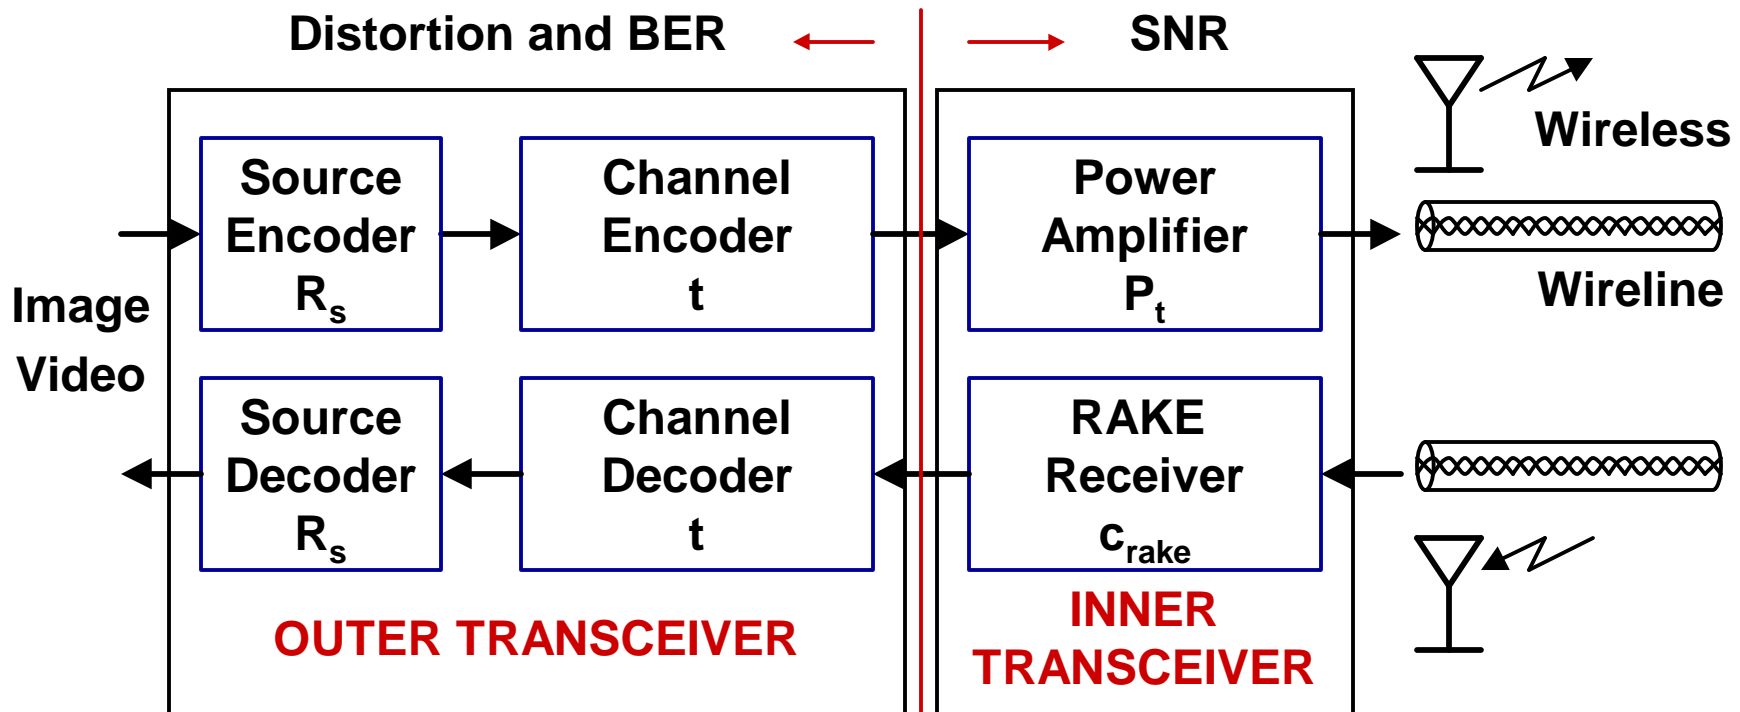 Distortion and BER
SNR
Source
Encoder
Rs
Channel
Encoder
t
Power
Amplifier
Pt
Wireless
Wireline
Image
Video
Source
Decoder
Rs
Channel
Decoder
t
RAKE
Receiver
crake
OUTER TRANSCEIVER
INNER
TRANSCEIVER